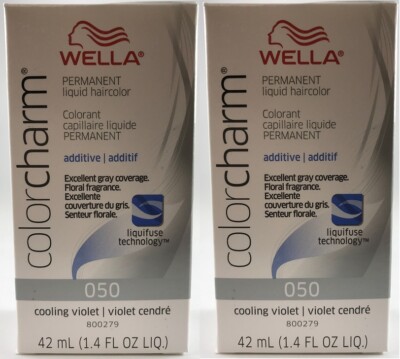 WELLA®
PERMANENT
liquid haircolor
Colorant
capillaire liquide
PERMANENT
additive | additif
Excellent gray coverage.
Floral fragrance.
Excellente
couverture du gris.
Senteur florale.
liquifuse
technology™
colorcharm®
050
cooling violet | violet cendré
800279
42 mL (1.4 FL OZ LIQ.)
WELLA®
PERMANENT
liquid haircolor
Colorant
capillaire liquide
PERMANENT
additive | additif
Excellent gray coverage.
Floral fragrance.
Excellente
couverture du gris.
Senteur florale.
liquifuse
technology™
colorcharm®
050
cooling violet | violet cendré
800279
42 mL (1.4 FL OZ LIQ.)